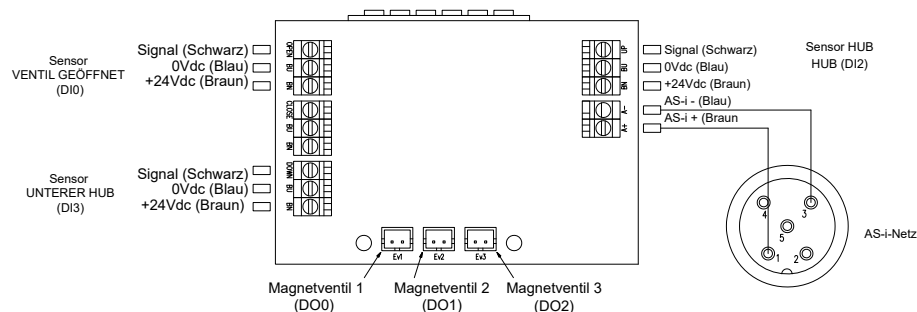 Sensor
VENTIL GEÖFFNET
(DI0)
Signal (Schwarz)
0Vdc (Blau)
+24Vdc (Braun)
OPEN
BU
BN
CLOSE
BU
BN
Sensor
UNTERER HUB
(DI3)
Signal (Schwarz)
0Vdc (Blau)
+24Vdc (Braun)
DOWN
BU
BN
UP
BU
BN
A-
A+
Signal (Schwarz)
0Vdc (Blau)
+24Vdc (Braun)
AS-i - (Blau)
AS-i + (Braun
Sensor HUB
HUB (DI2)
4
3
5
1
2
AS-i-Netz
Ev1
Ev2
Ev3
Magnetventil 1
(DO0)
Magnetventil 2
(DO1)
Magnetventil 3
(DO2)